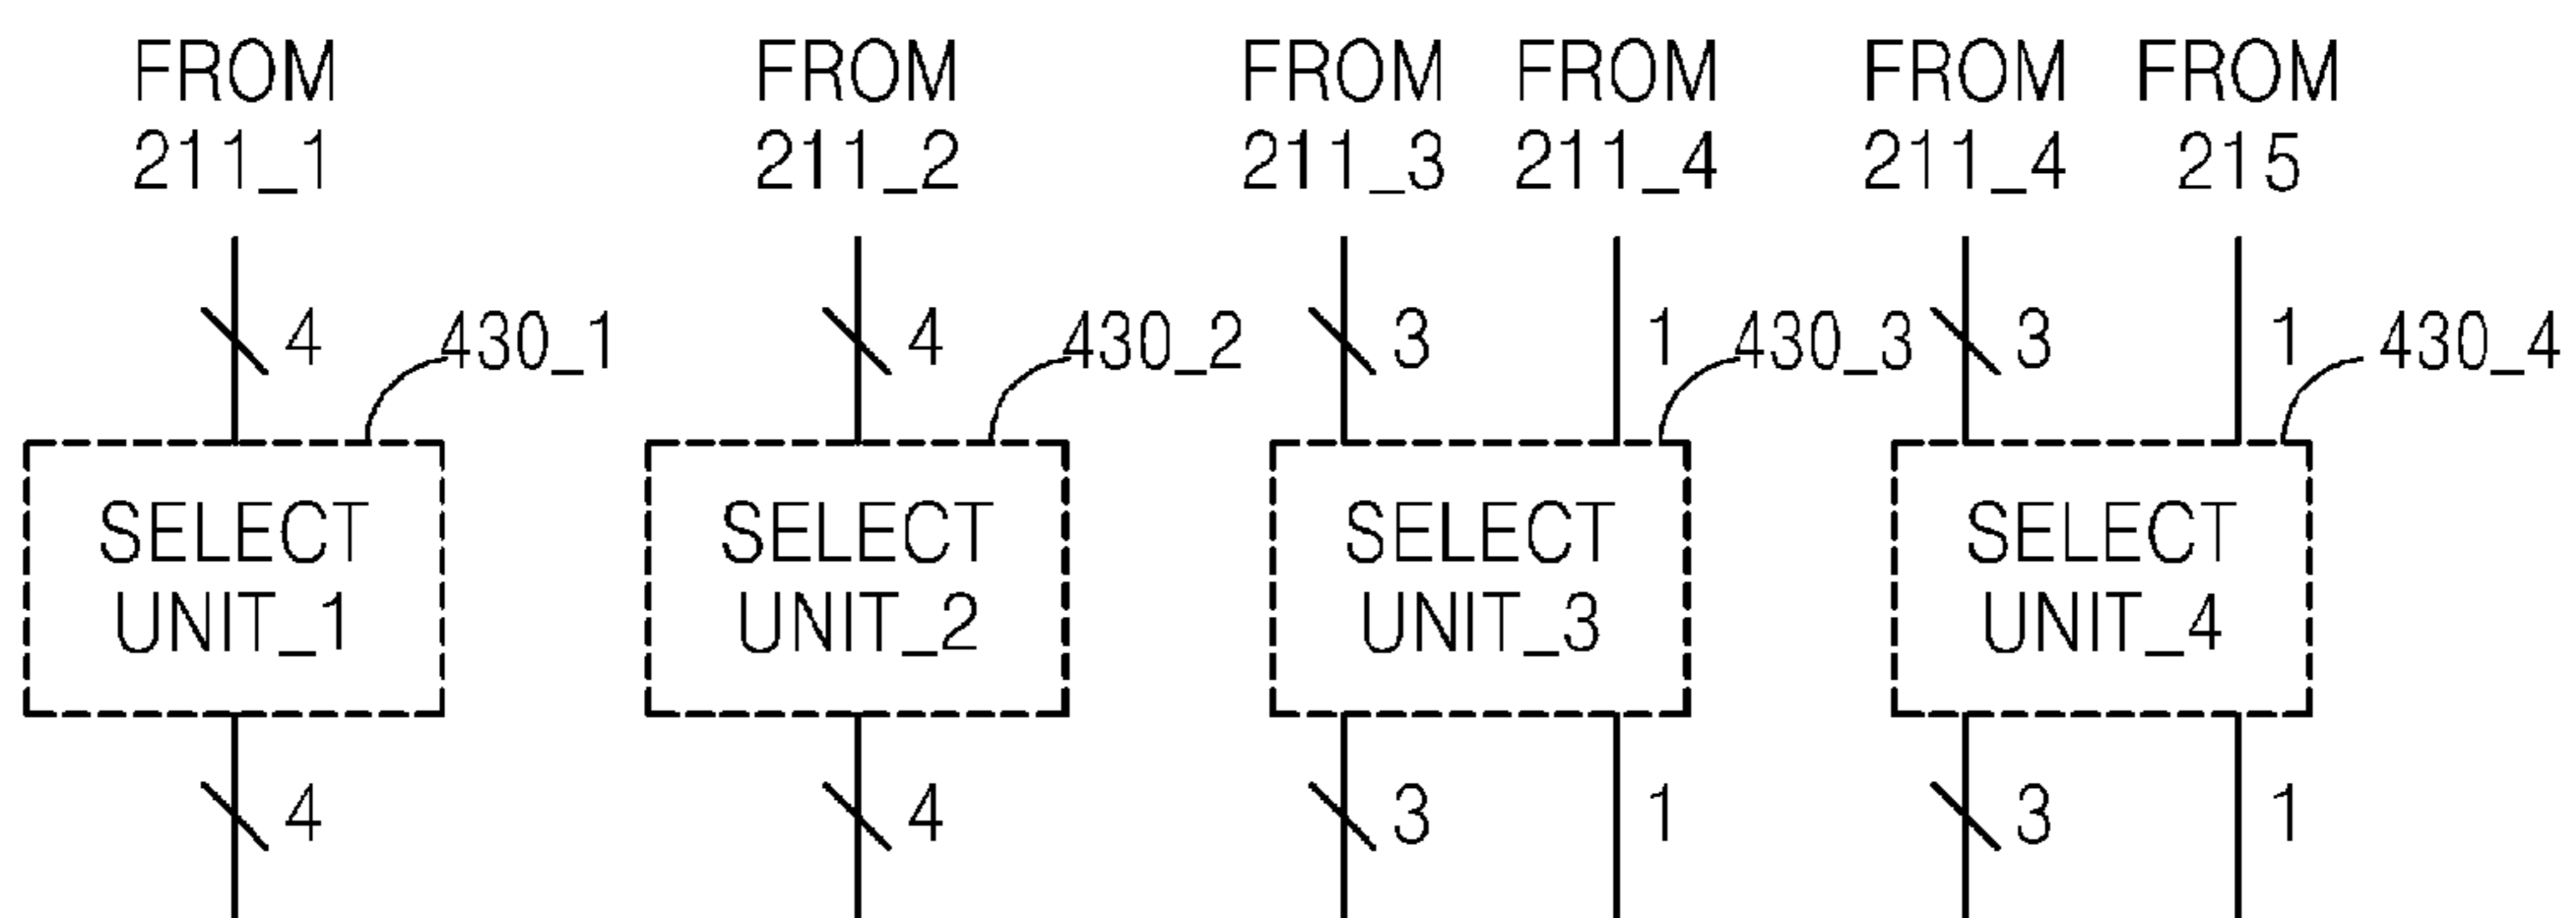 FROM FROM FROM FROM FROM FROM
211_1 211_2 211_3 211_4 211_4 215
4 430_1 4 430_2 3 1 430_3 3 1 430_4
SELECT SELECT SELECT SELECT
UNIT_1 UNIT_2 UNIT_3 UNIT_4
4 4 3 1 3 1